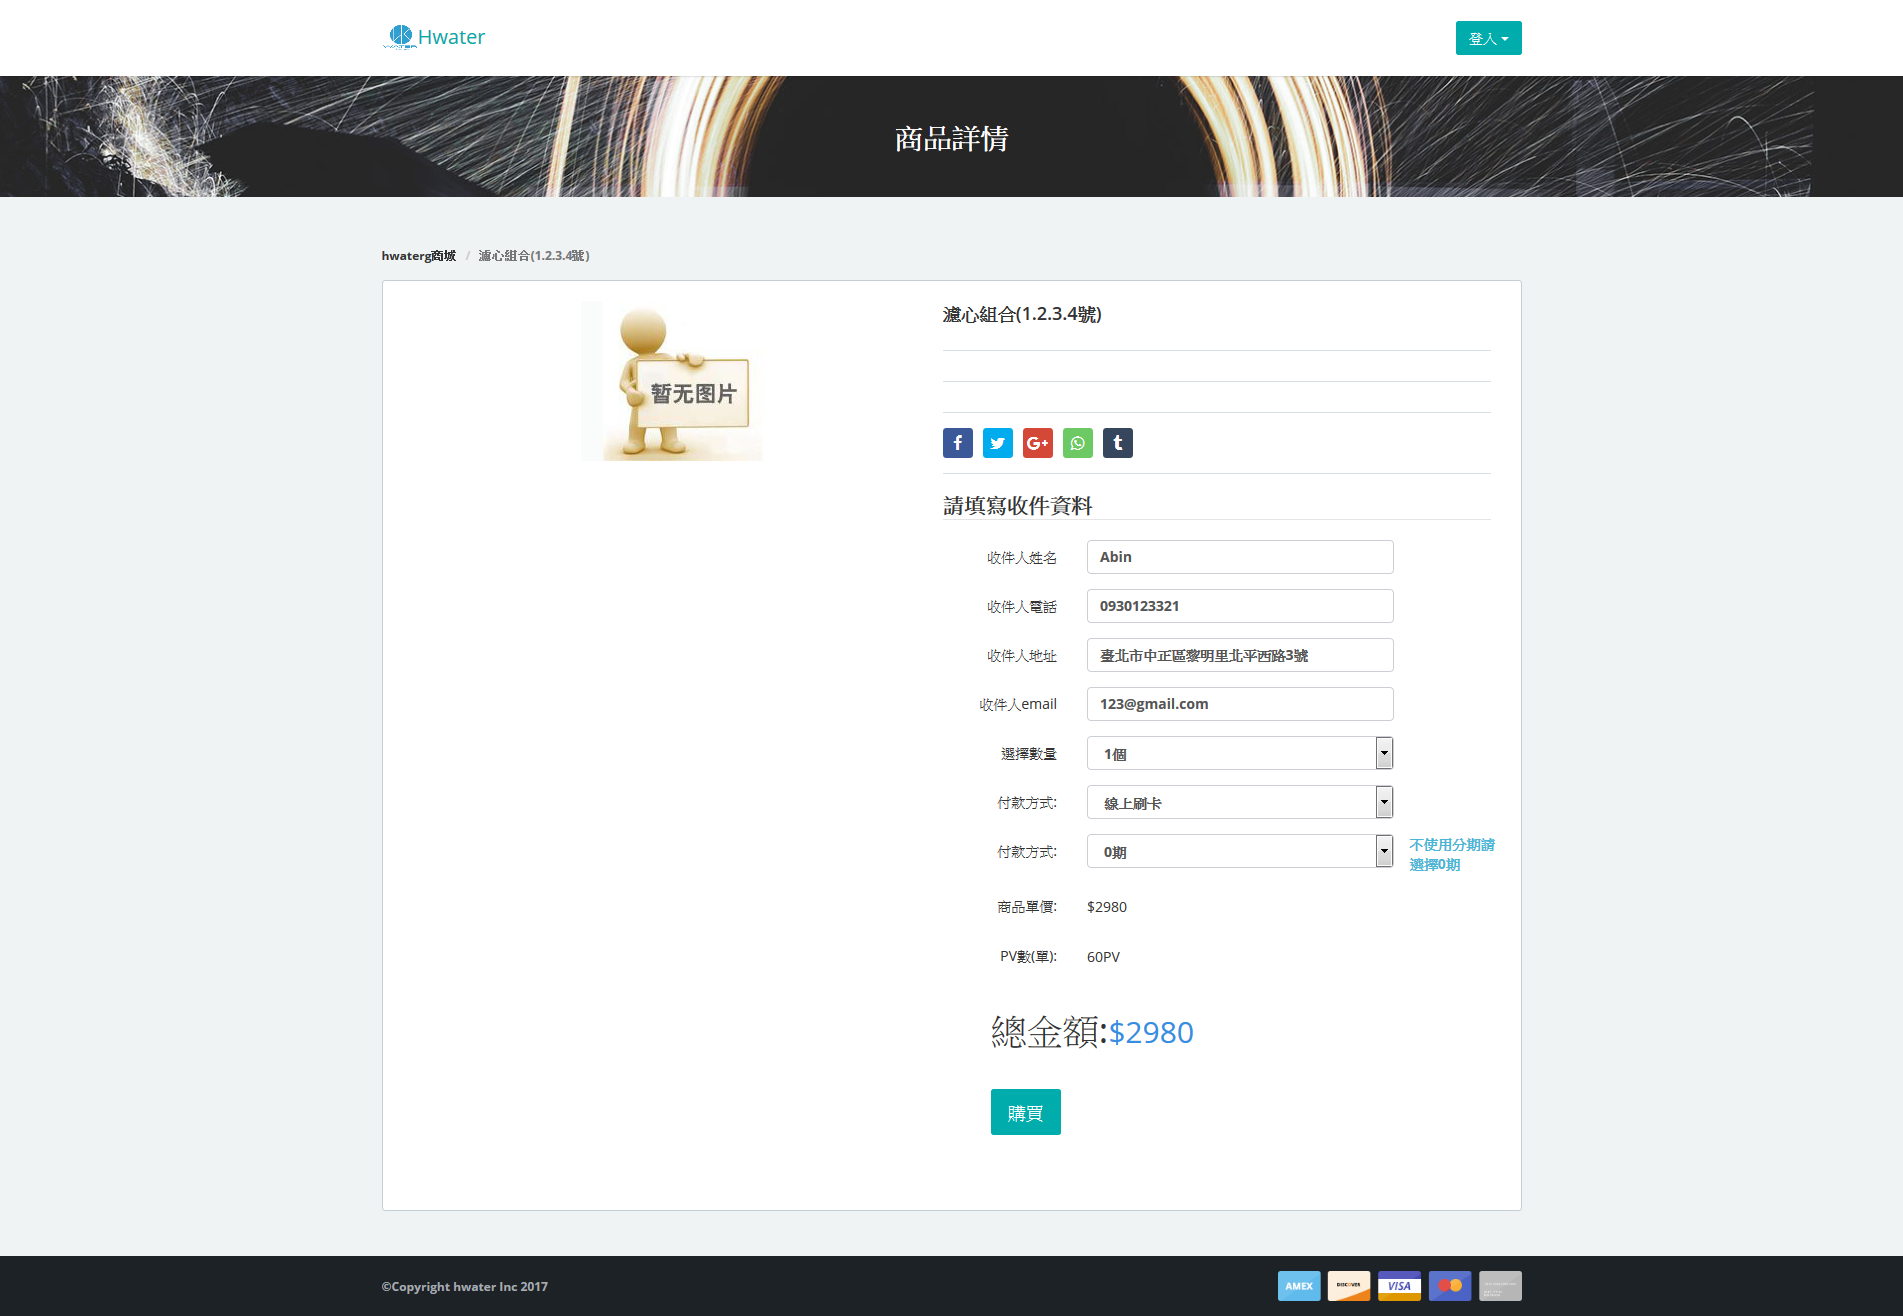 Hwater
登入
商品詳情
hwaterg商城 / 濾心組合(1.2.3.4號)
暂无图片
濾心組合(1.2.3.4號)
請填寫收件資料
收件人姓名 Abin
收件人電話 0930123321
收件人地址 臺北市中正區黎明里北平西路3號
收件人email 123@gmail.com
選擇數量 1個
付款方式: 線上刷卡
付款方式: 0期 不使用分期請
選擇0期
商品單價: $2980
PV數(單): 60PV
總金額:$2980
購買
©Copyright hwater Inc 2017 AMEX DISCOVER VISA